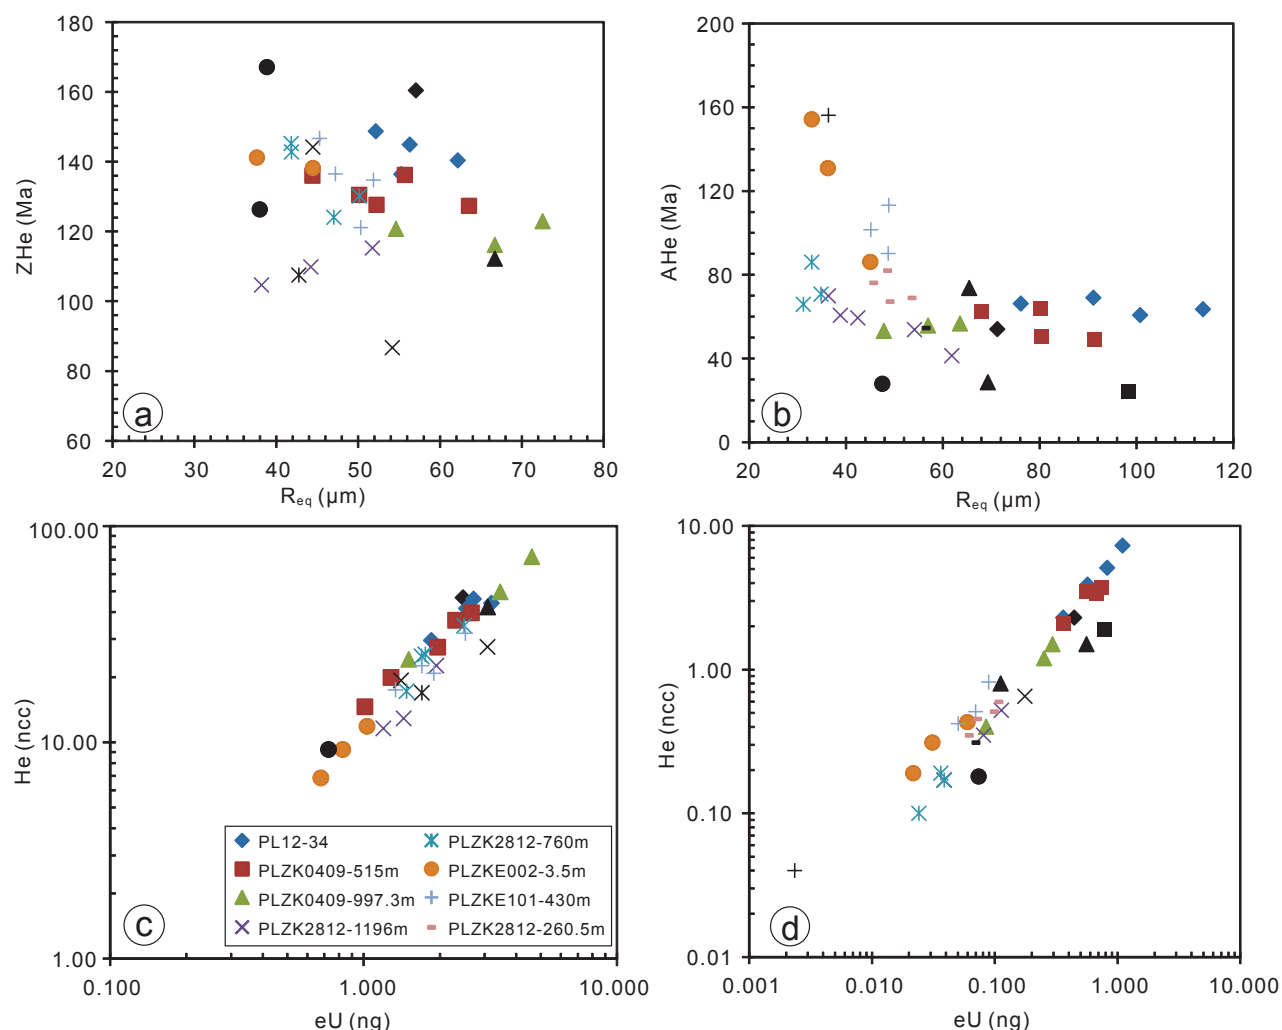 180
160
140
120
100
80
60
ZHe (Ma)
20
30
40
50
60
70
80
Req (μm)
a
200
160
120
80
40
0
AHe (Ma)
20
40
60
80
100
120
Req (μm)
b
100.00
10.00
1.00
He (ncc)
0.100
1.000
10.000
eU (ng)
c
PL12-34
PLZK2812-760m
PLZK0409-515m
PLZKE002-3.5m
PLZK0409-997.3m
PLZKE101-430m
PLZK2812-1196m
PLZK2812-260.5m
10.00
1.00
0.10
0.01
He (ncc)
0.001
0.010
0.100
1.000
10.000
eU (ng)
d